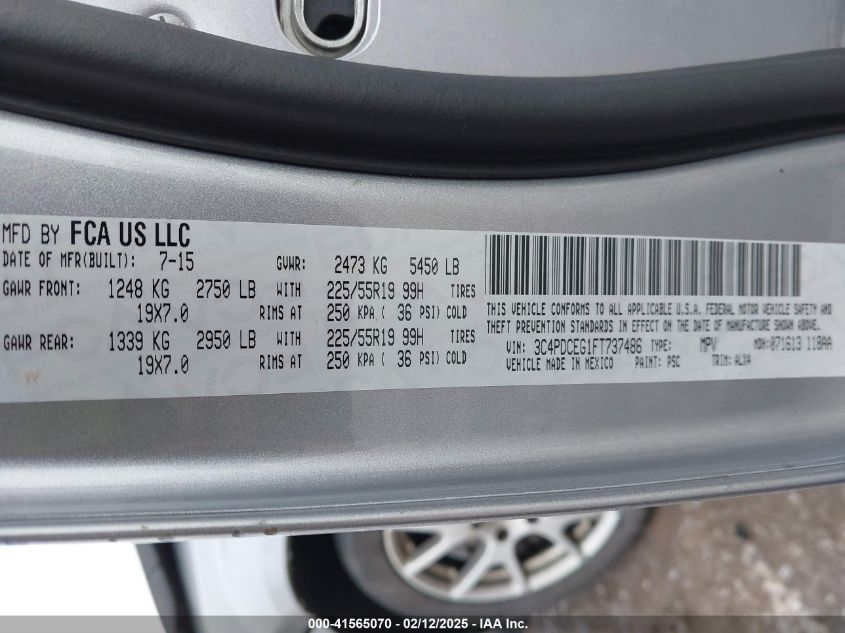 MFD BY FCA US LLC
DATE OF MFR(BUILT): 7-15 GVWR: 2473 KG 5450 LB
GAWR FRONT: 1248 KG 2750 LB WITH 225/55R19 99H TIRES
19X7.0 RIMS AT 250 KPA ( 36 PSI) COLD
GAWR REAR: 1339 KG 2950 LB WITH 225/55R19 99H TIRES
19X7.0 RIMS AT 250 KPA ( 36 PSI) COLD
THIS VEHICLE CONFORMS TO ALL APPLICABLE U.S.A. FEDERAL MOTOR VEHICLE SAFETY AND
THEFT PREVENTION STANDARDS IN EFFECT ON THE DATE OF MANUFACTURE SHOWN ABOVE.
VIN: 3C4PDCEG1FT737486 TYPE: MPV MDH: 071613 118AA
VEHICLE MADE IN MEXICO PAINT: PSC TRIM: ALX4
000-41565070 - 02/12/2025 - IAA Inc.